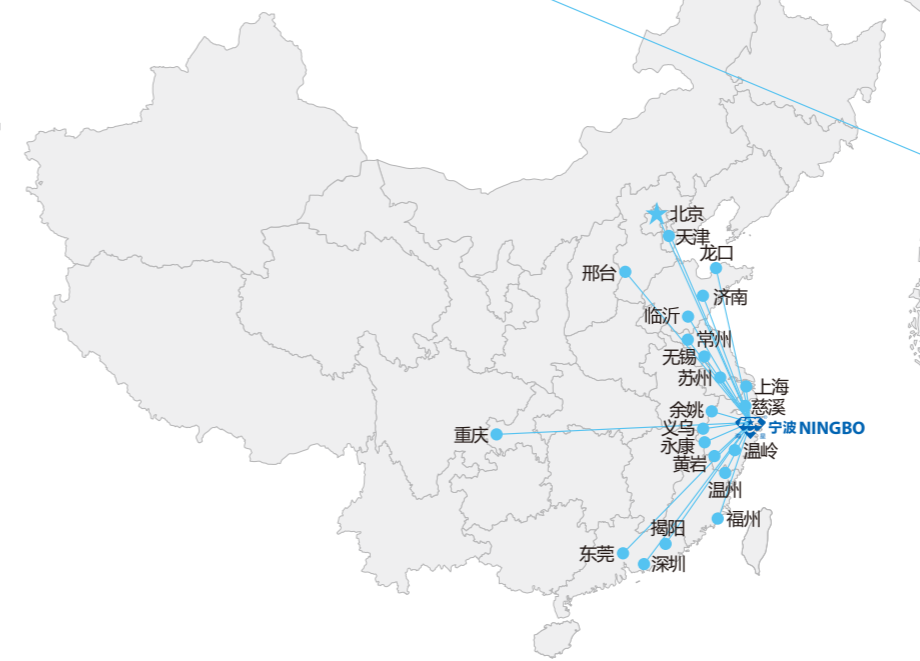 北京
天津
龙口
邢台
济南
临沂
常州
无锡
苏州
上海
慈溪
余姚
义乌
宁波 NINGBO
重庆
永康
温岭
黄岩
温州
福州
揭阳
东莞
深圳